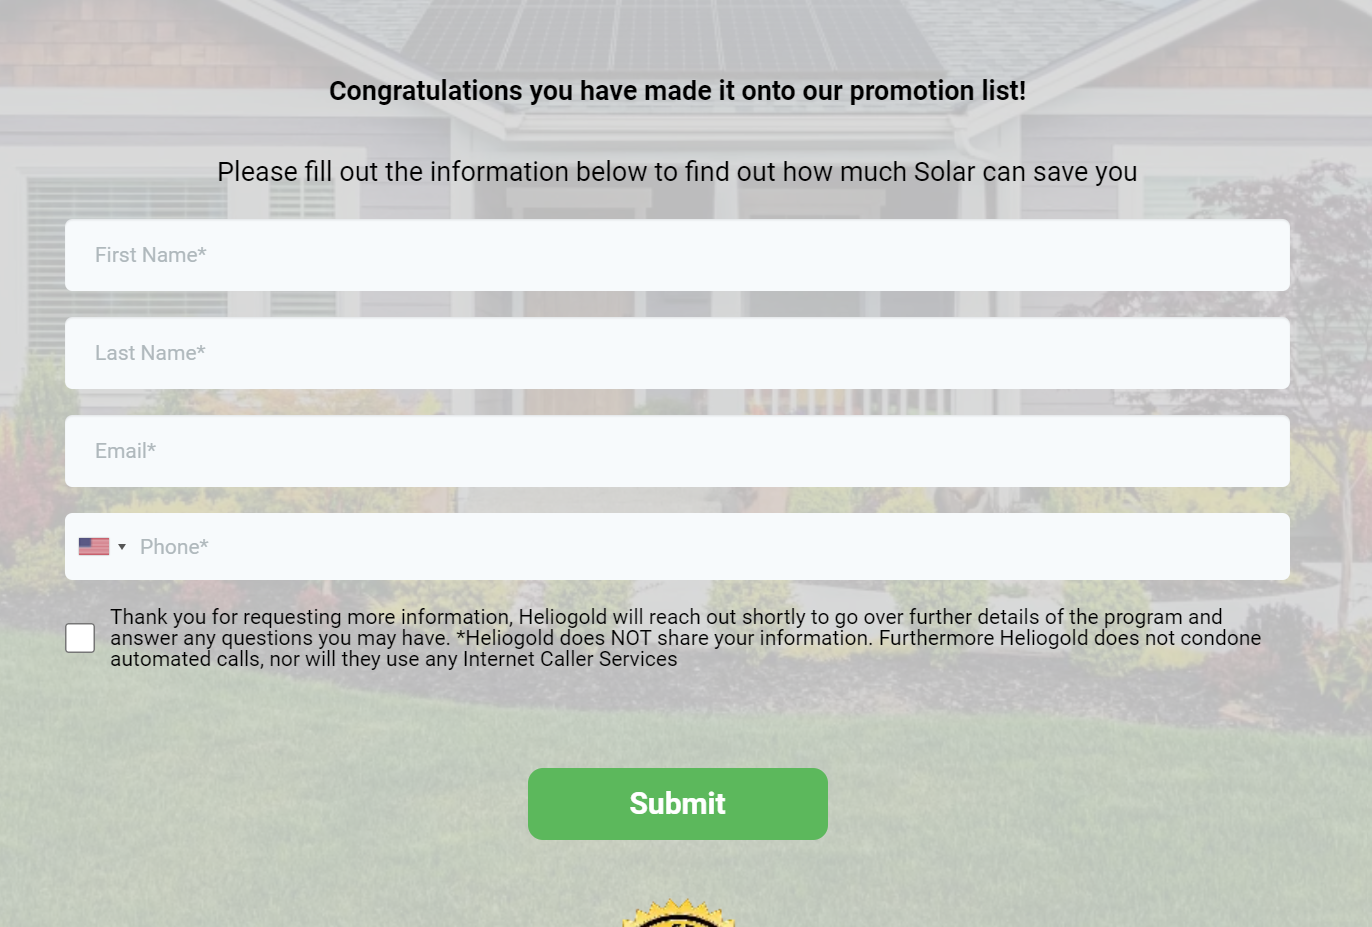 Congratulations you have made it onto our promotion list!
Please fill out the information below to find out how much Solar can save you
First Name*
Last Name*
Email*
Phone*
Thank you for requesting more information, Heliogold will reach out shortly to go over further details of the program and
answer any questions you may have. *Heliogold does NOT share your information. Furthermore Heliogold does not condone
automated calls, nor will they use any Internet Caller Services
Submit